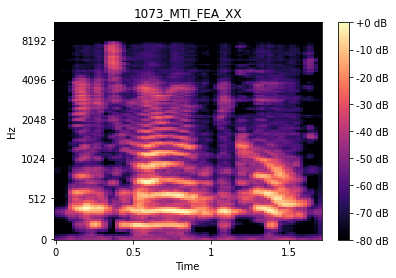 1073_MTI_FEA_XX
+0 dB
8192
-10 dB
4096
-20 dB
-30 dB
2048
Hz
-40 dB
1024
-50 dB
512
-60 dB
-70 dB
0
-80 dB
0
0.5
1
1.5
Time